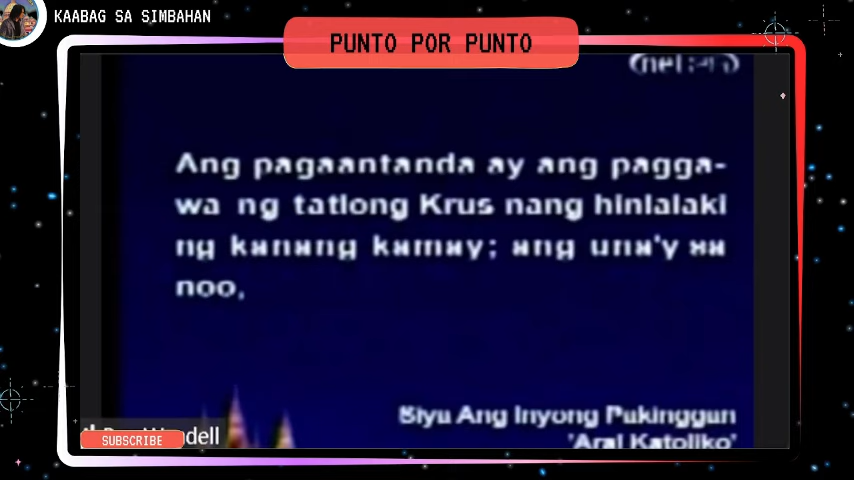 KAABAG SA SIMBAHAN
PUNTO POR PUNTO
Ang pagaantanda ay ang pagga-
wa ng tatlong Krus nang hinlalaki
ng kanang kamay; ang una'y sa
noo,
Siya Ang Inyong Pakinggan
'Aral Katoliko'
SUBSCRIBE